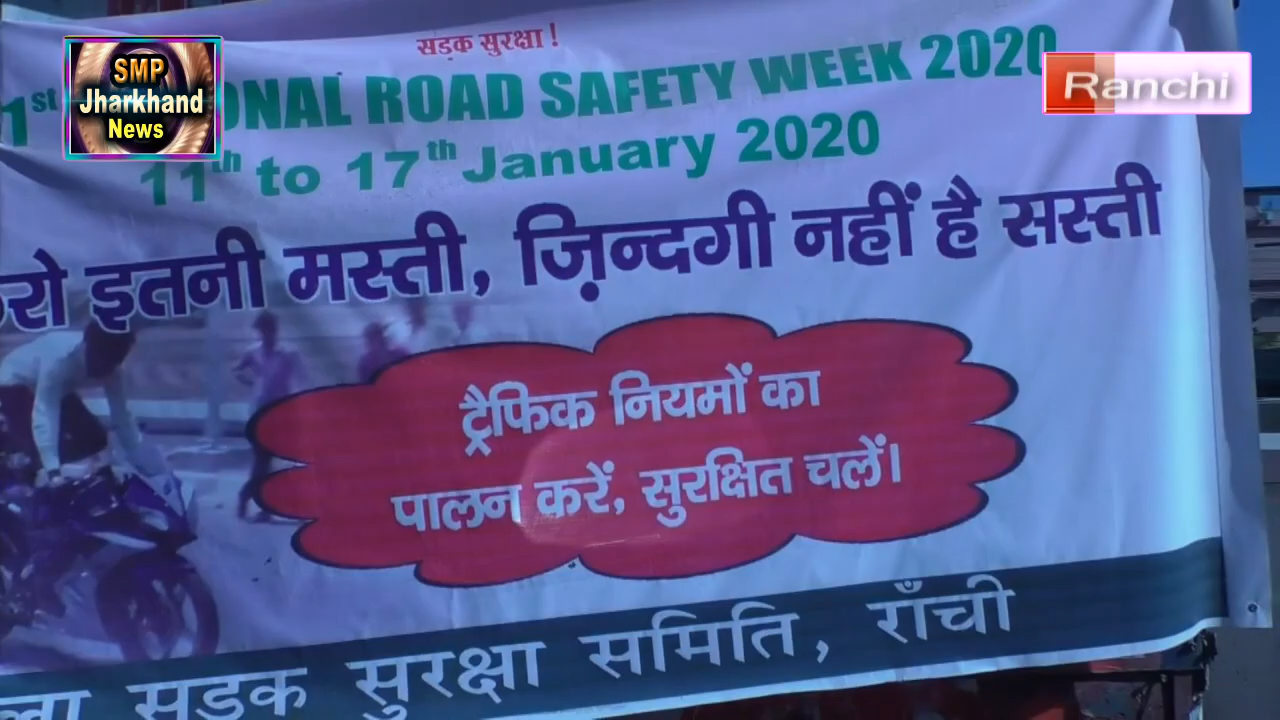 SMP
Jharkhand
News
Ranchi
सड़क सुरक्षा!
1st ONAL ROAD SAFETY WEEK 2020
11th to 17th January 2020
रो इतनी मस्ती, ज़िन्दगी नहीं है सस्ती
ट्रैफिक नियमों का
पालन करें, सुरक्षित चलें।
ला सड़क सुरक्षा समिति, राँची